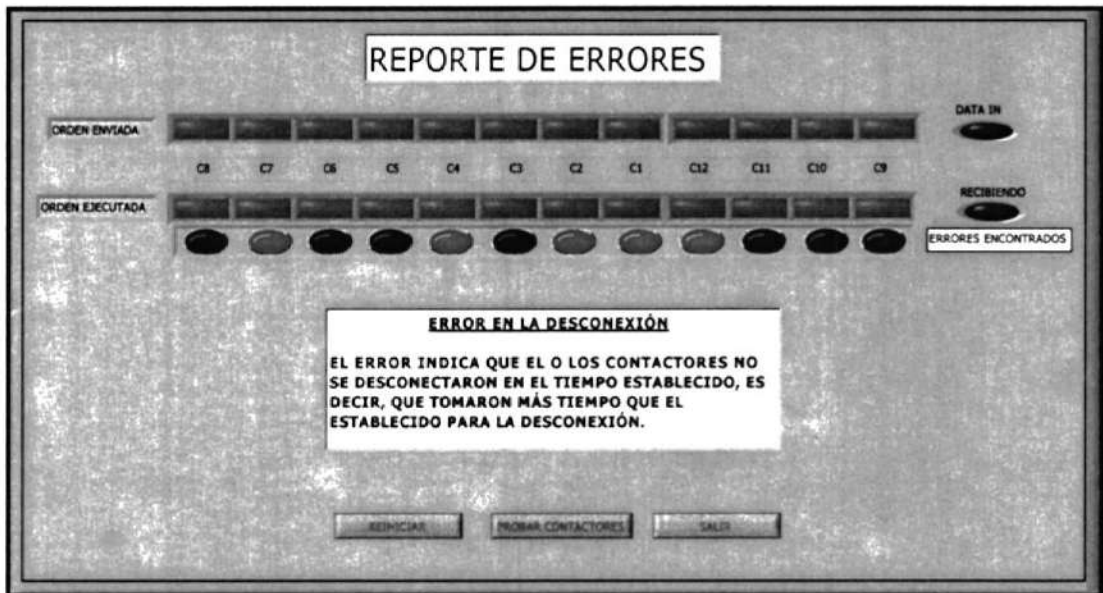 REPORTE DE ERRORES
DATA IN
ORDEN ENVIADA
C8 C7 C6 C5 C4 C3 C2 C1 C12 C11 C10 C9
RECIBIENDO
ORDEN EJECUTADA
ERRORES ENCONTRADOS
ERROR EN LA DESCONEXIÓN
EL ERROR INDICA QUE EL O LOS CONTACTORES NO
SE DESCONECTARON EN EL TIEMPO ESTABLECIDO, ES
DECIR, QUE TOMARON MÁS TIEMPO QUE EL
ESTABLECIDO PARA LA DESCONEXIÓN.
REINICIAR PROBAR CONTACTORES SALIR